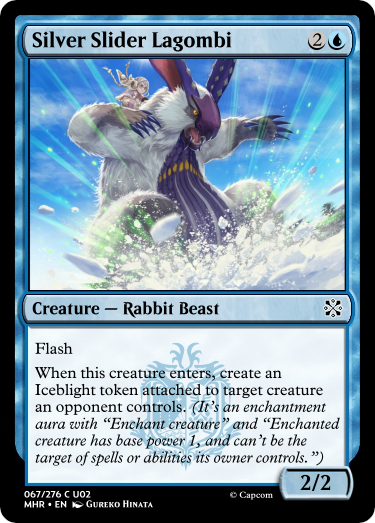 Silver Slider Lagombi 2
Creature — Rabbit Beast
Flash
When this creature enters, create an
Iceblight token attached to target creature
an opponent controls. (It's an enchantment
aura with “Enchant creature” and “Enchanted
creature has base power 1, and can't be the
target of spells or abilities its owner controls.”)
2/2
067/276 C U02
MHR • EN Gureko Hinata
© Capcom